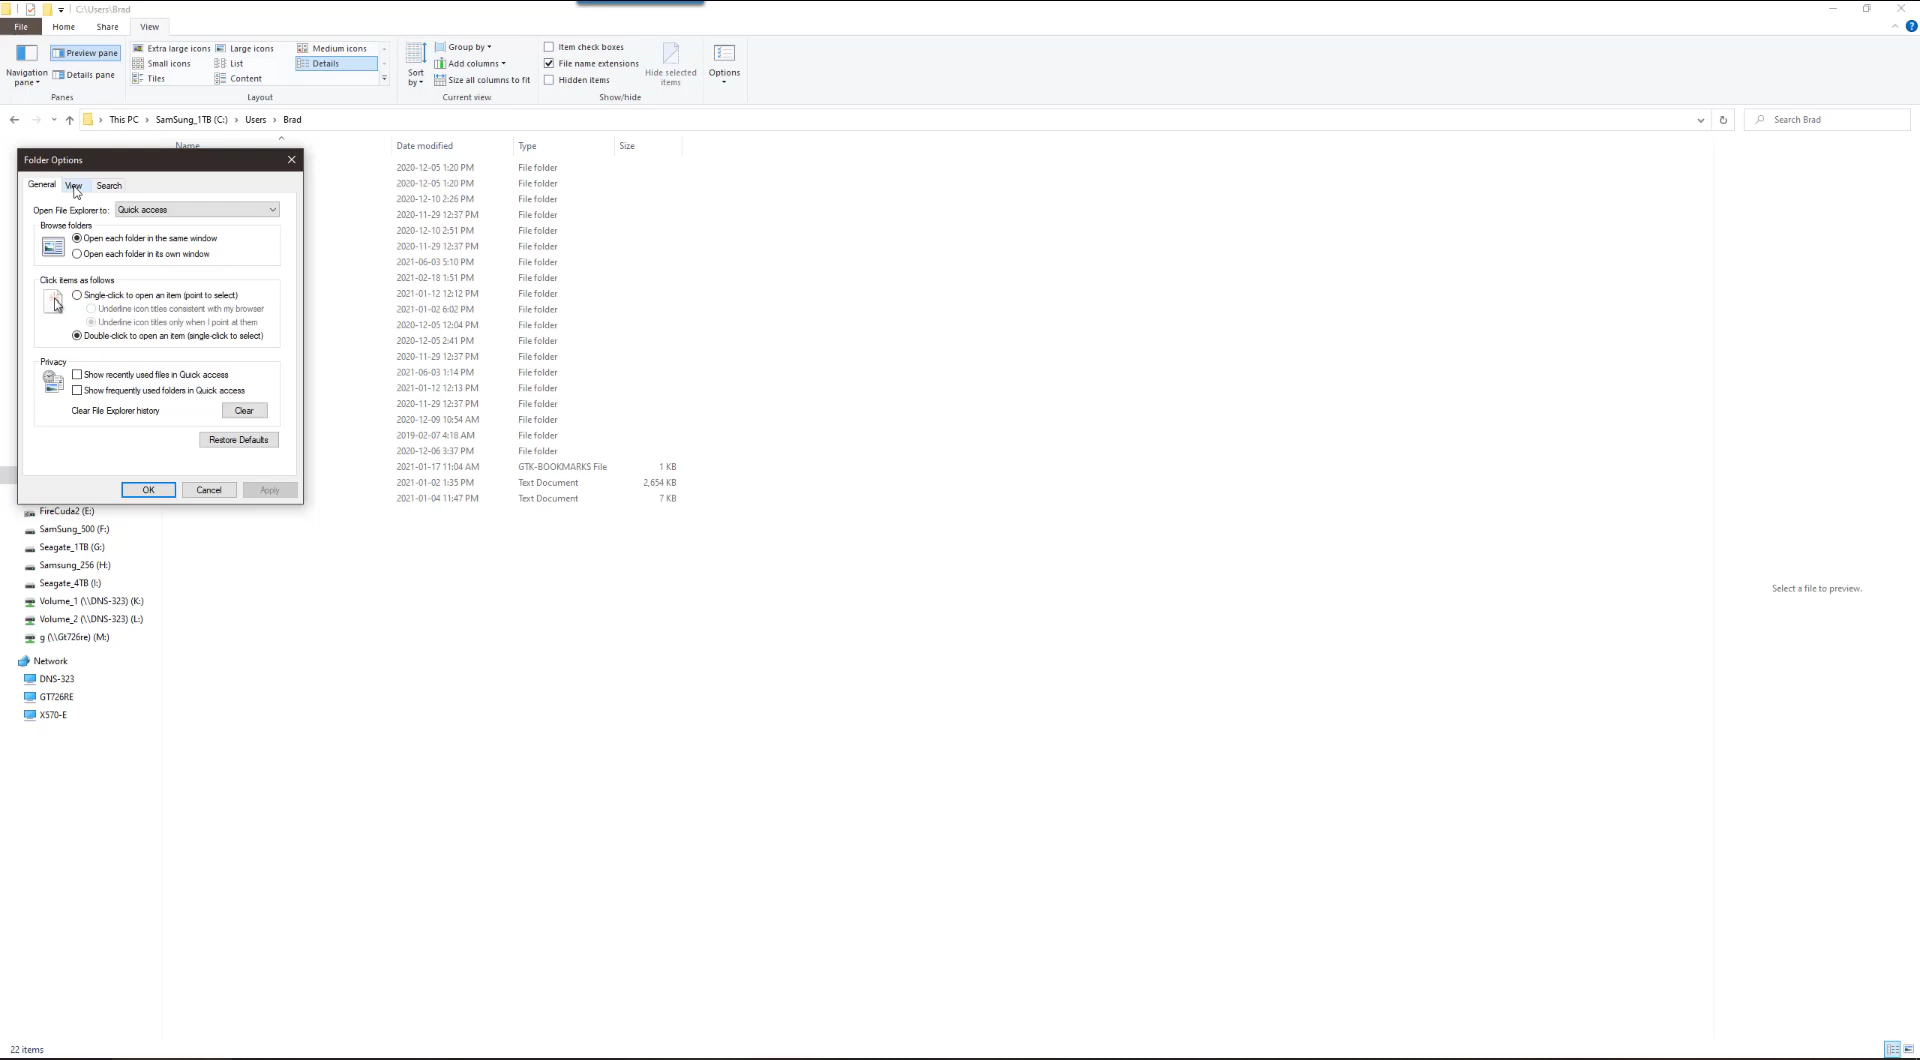 C:\Users\Brad
File Home Share View
Navigation pane
Preview pane
Details pane
Panes
Extra large icons Large icons Medium icons
Small icons List Details
Tiles Content
Layout
Sort by
Group by
Add columns
Size all columns to fit
Current view
Item check boxes
File name extensions
Hidden items
Hide selected items
Show/hide
Options
This PC SamSung_1TB (C:) Users Brad
Search Brad
Name Date modified Type Size
Folder Options
General View Search
Open File Explorer to: Quick access
Browse folders
Open each folder in the same window
Open each folder in its own window
Click items as follows
Single-click to open an item (point to select)
Underline icon titles consistent with my browser
Underline icon titles only when I point at them
Double-click to open an item (single-click to select)
Privacy
Show recently used files in Quick access
Show frequently used folders in Quick access
Clear File Explorer history Clear
Restore Defaults
OK Cancel Apply
2020-12-05 1:20 PM File folder
2020-12-05 1:20 PM File folder
2020-12-10 2:26 PM File folder
2020-11-29 12:37 PM File folder
2020-12-10 2:51 PM File folder
2020-11-29 12:37 PM File folder
2021-06-03 5:10 PM File folder
2021-02-18 1:51 PM File folder
2021-01-12 12:12 PM File folder
2021-01-02 6:02 PM File folder
2020-12-05 12:04 PM File folder
2020-12-05 2:41 PM File folder
2020-11-29 12:37 PM File folder
2021-06-03 1:14 PM File folder
2021-01-12 12:13 PM File folder
2020-11-29 12:37 PM File folder
2020-12-09 10:54 AM File folder
2019-02-07 4:18 AM File folder
2020-12-06 3:37 PM File folder
2021-01-17 11:04 AM GTK-BOOKMARKS File 1 KB
2021-01-02 1:35 PM Text Document 2,654 KB
2021-01-04 11:47 PM Text Document 7 KB
FireCuda2 (E:)
SamSung_500 (F:)
Seagate_1TB (G:)
Samsung_256 (H:)
Seagate_4TB (I:)
Volume_1 (\\DNS-323) (K:)
Volume_2 (\\DNS-323) (L:)
g (\\Gt726re) (M:)
Network
DNS-323
GT726RE
X570-E
Select a file to preview.
22 items